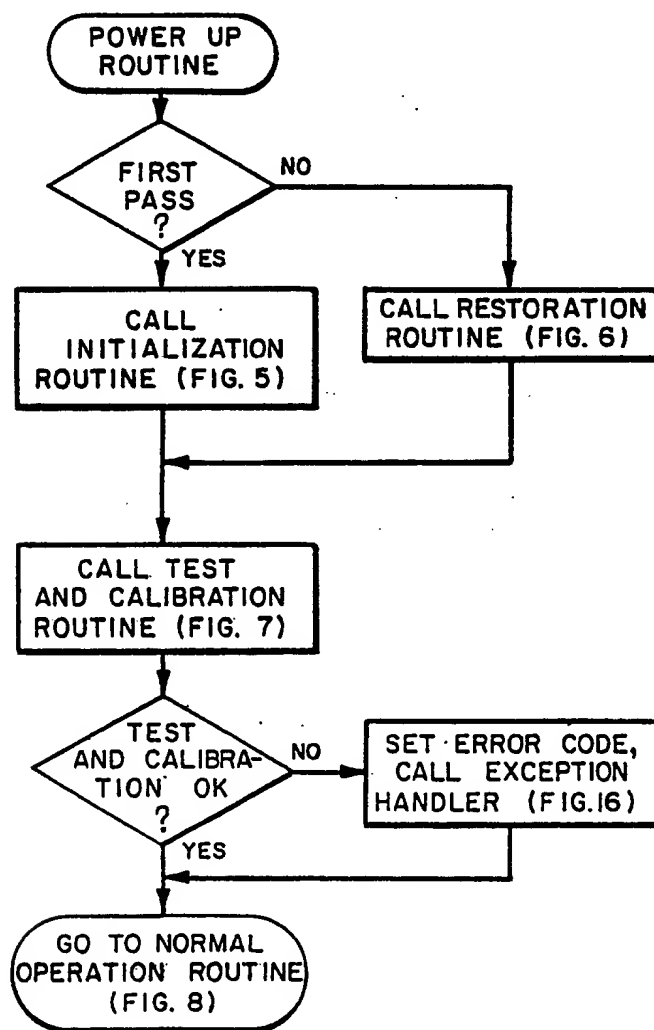 POWER UP
ROUTINE
FIRST
PASS
?
NO
YES
CALL
INITIALIZATION
ROUTINE (FIG. 5)
CALL RESTORATION
ROUTINE (FIG. 6)
CALL TEST
AND CALIBRATION
ROUTINE (FIG. 7)
TEST
AND CALIBRA-
TION OK
?
NO
YES
SET ERROR CODE,
CALL EXCEPTION
HANDLER (FIG.16)
GO TO NORMAL
OPERATION ROUTINE
(FIG. 8)